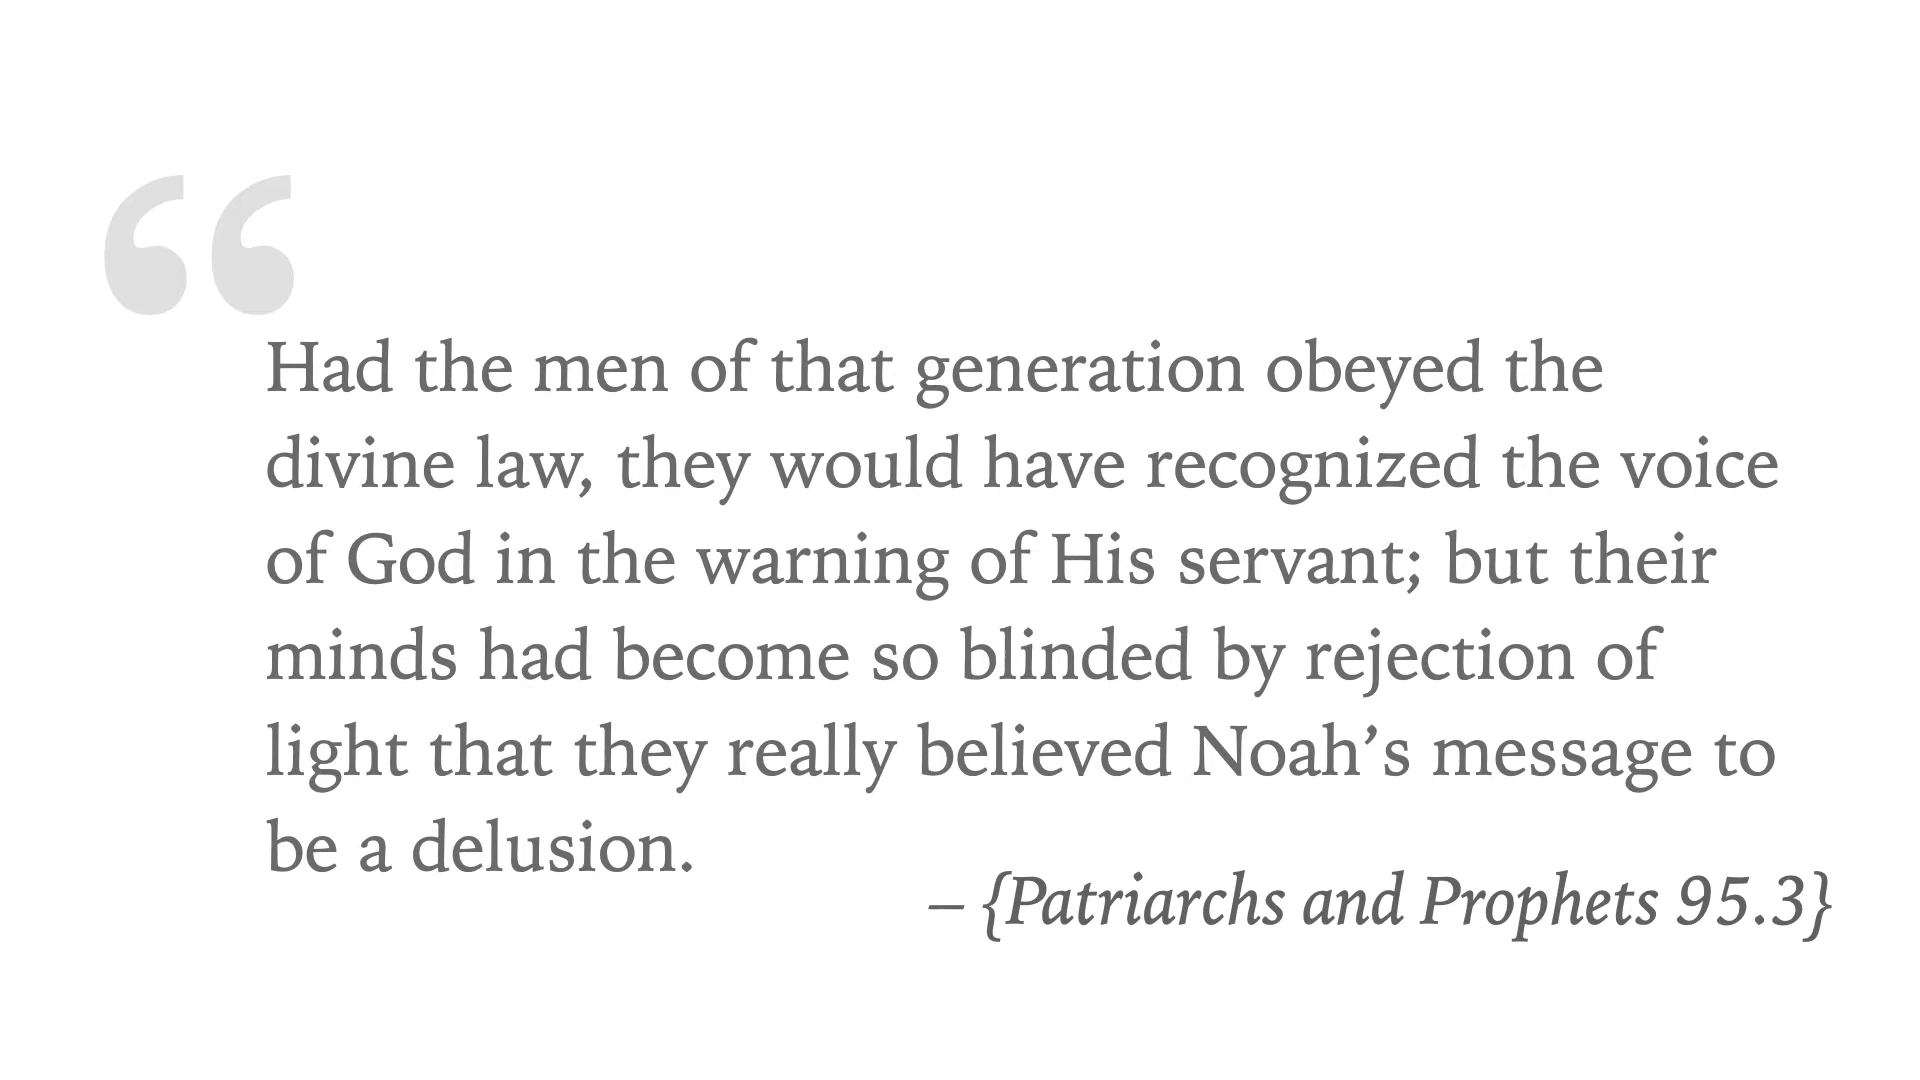 “
Had the men of that generation obeyed the
divine law, they would have recognized the voice
of God in the warning of His servant; but their
minds had become so blinded by rejection of
light that they really believed Noah’s message to
be a delusion.
– {Patriarchs and Prophets 95.3}